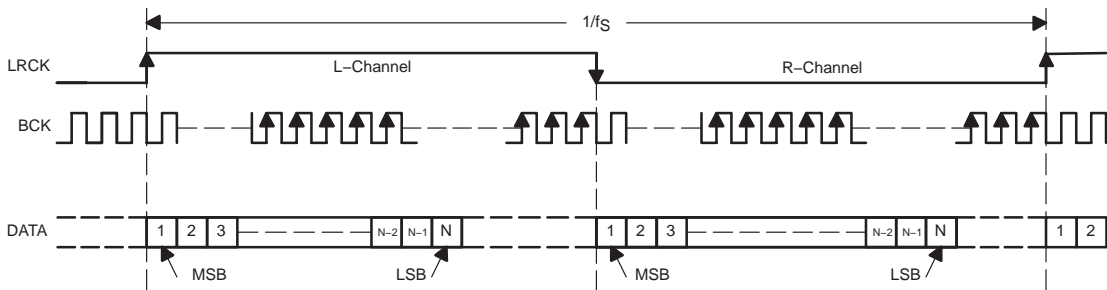 1/fS
LRCK
L−Channel
R−Channel
BCK
DATA
1 2 3 N−2 N−1 N 1 2 3 N−2 N−1 N 1 2
MSB LSB MSB LSB